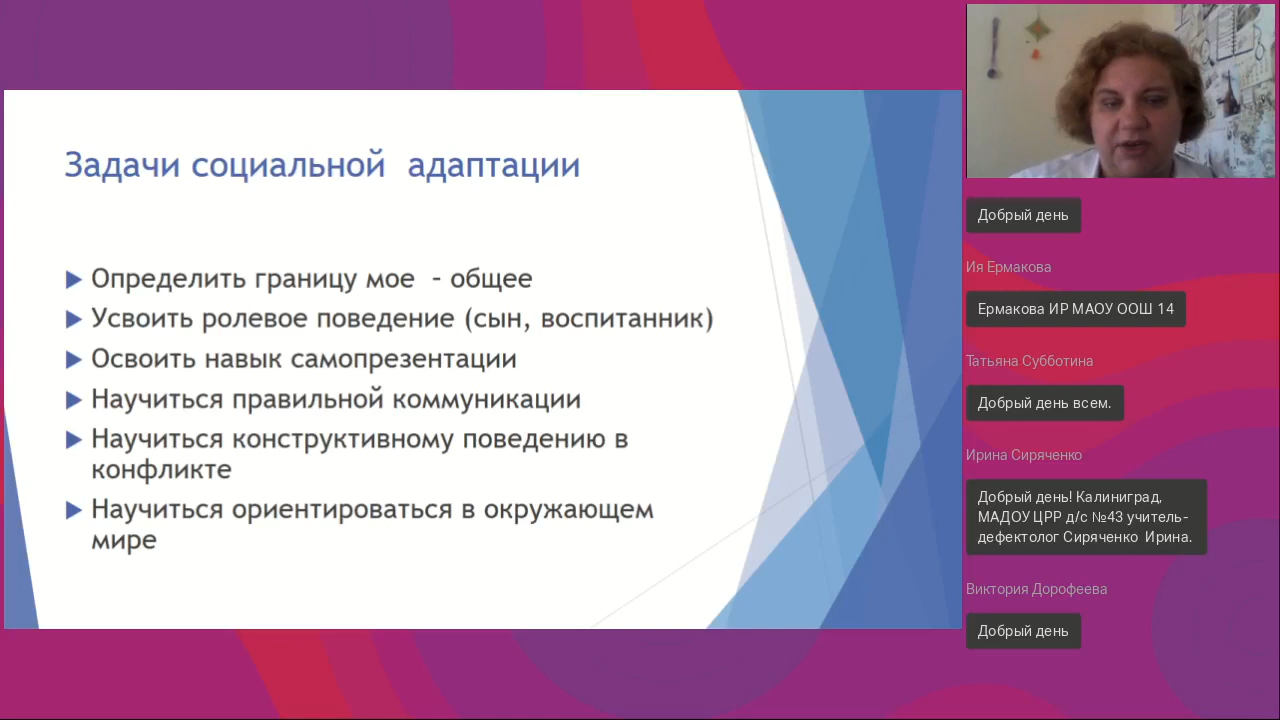 Задачи социальной  адаптации
Определить границу мое  - общее
Усвоить ролевое поведение (сын, воспитанник)
Освоить навык самопрезентации
Научиться правильной коммуникации
Научиться конструктивному поведению в
конфликте
Научиться ориентироваться в окружающем
мире
Добрый день
Ия Ермакова
Ермакова ИР МАОУ ООШ 14
Татьяна Субботина
Добрый день всем.
Ирина Сиряченко
Добрый день! Калиниград,
МАДОУ ЦРР д/с №43 учитель-
дефектолог Сиряченко  Ирина.
Виктория Дорофеева
Добрый день